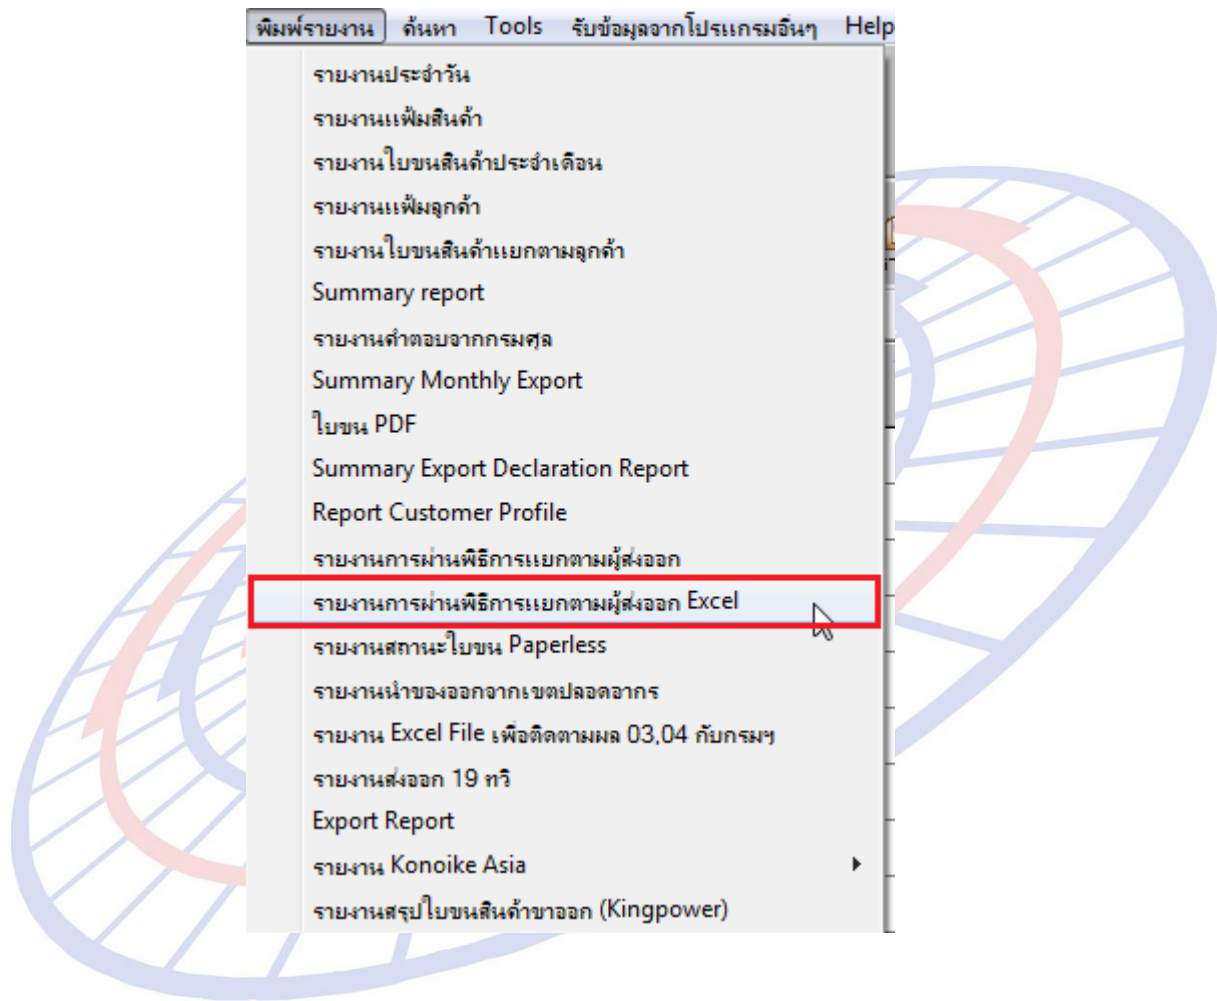 พิมพ์รายงาน ค้นหา Tools รับข้อมูลจากโปรแกรมอื่นๆ Help
รายงานประจำวัน
รายงานแฟ้มสินค้า
รายงานใบขนสินค้าประจำเดือน
รายงานแฟ้มลูกค้า
รายงานใบขนสินค้าแยกตามลูกค้า
Summary report
รายงานคำตอบจากกรมศุล
Summary Monthly Export
ใบขน PDF
Summary Export Declaration Report
Report Customer Profile
รายงานการผ่านพิธีการแยกตามผู้ส่งออก
รายงานการผ่านพิธีการแยกตามผู้ส่งออก Excel
รายงานสถานะใบขน Paperless
รายงานนำของออกจากเขตปลอดอากร
รายงาน Excel File เพื่อติดตามผล 03,04 กับกรมฯ
รายงานส่งออก 19 ทวิ
Export Report
รายงาน Konoike Asia
รายงานสรุปใบขนสินค้าขาออก (Kingpower)